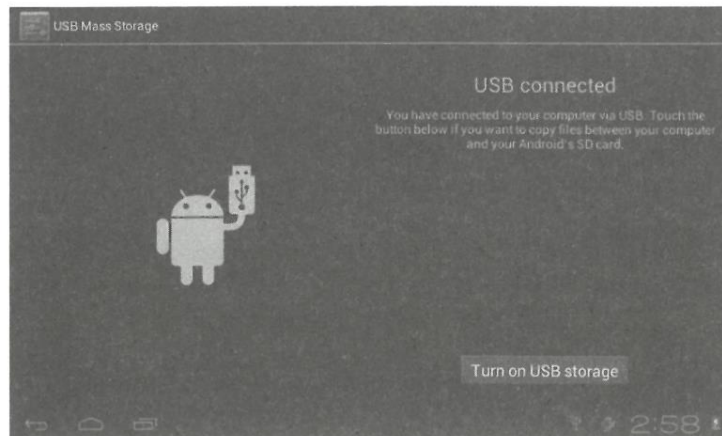 USB Mass Storage
USB connected
You have connected to your computer via USB. Touch the
button below if you want to copy files between your computer
and your Android's SD card.
Turn on USB storage
2:58